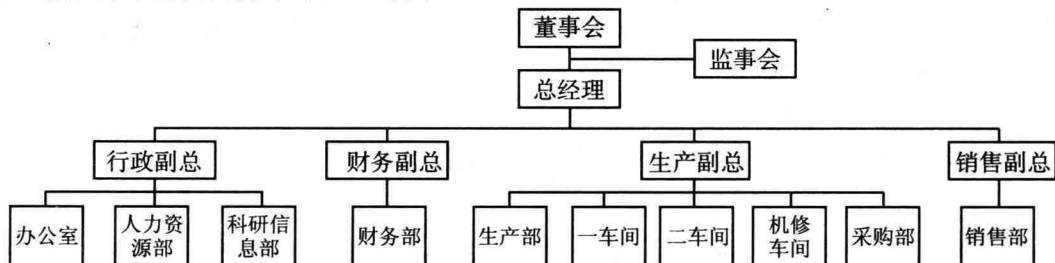 董事会
监事会
总经理
行政副总
财务副总
生产副总
销售副总
办公室
人力资
源部
科研信
息部
财务部
生产部
一车间
二车间
机修
车间
采购部
销售部